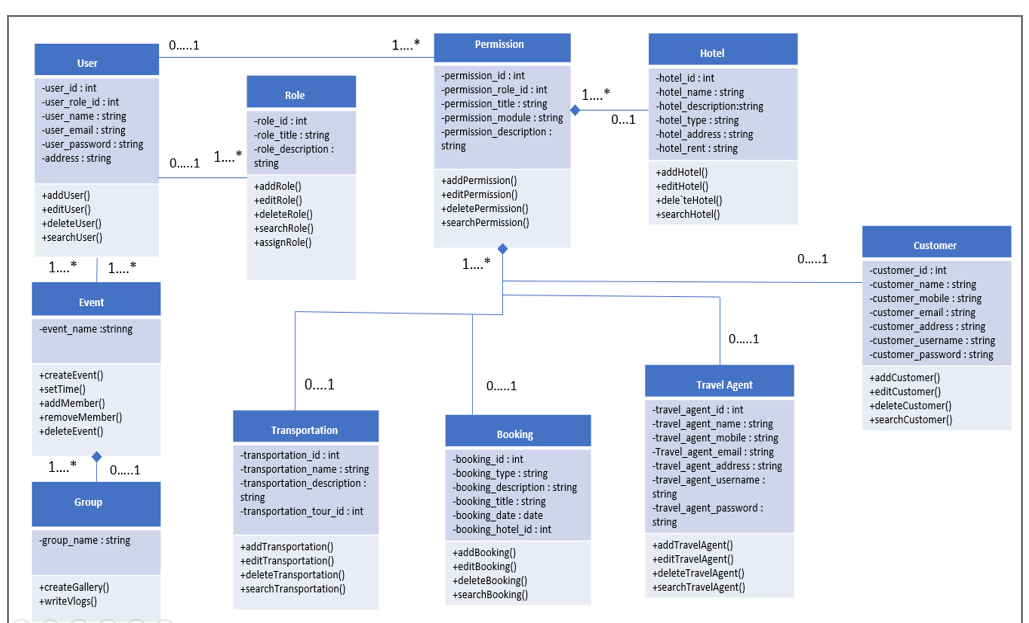 User
-user_id : int
-user_role_id : int
-user_name : string
-user_email : string
-user_password : string
-address : string
+addUser()
+editUser()
+deleteUser()
+searchUser()
0.....1
1....*
0.....1
1....*
Role
-role_id : int
-role_title : string
-role_description :
string
+addRole()
+editRole()
+deleteRole()
+searchRole()
+assignRole()
Permission
-permission_id : int
-permission_role_id : int
-permission_title : string
-permission_module : string
-permission_description :
string
+addPermission()
+editPermission()
+deletePermission()
+searchPermission()
1....*
0...1
Hotel
-hotel_id : int
-hotel_name : string
-hotel_description:string
-hotel_type : string
-hotel_address : string
-hotel_rent : string
+addHotel()
+editHotel()
+dele`teHotel()
+searchHotel()
1....*
0.....1
Customer
-customer_id : int
-customer_name : string
-customer_mobile : string
-customer_email : string
-customer_address : string
-customer_username : string
-customer_password : string
+addCustomer()
+editCustomer()
+deleteCustomer()
+searchCustomer()
1....*
1....*
Event
-event_name :strinng
+createEvent()
+setTime()
+addMember()
+removeMember()
+deleteEvent()
1....*
0.....1
Group
-group_name : string
+createGallery()
+writeVlogs()
0....1
Transportation
-transportation_id : int
-transportation_name : string
-transportation_description :
string
-transportation_tour_id : int
+addTransportation()
+editTransportation()
+deleteTransportation()
+searchTransportation()
0.....1
Booking
-booking_id : int
-booking_type : string
-booking_description : string
-booking_title : string
-booking_date : date
-booking_hotel_id : int
+addBooking()
+editBooking()
+deleteBooking()
+searchBooking()
0.....1
Travel Agent
-travel_agent_id : int
-travel_agent_name : string
-travel_agent_mobile : string
-Travel_agent_email : string
-travel_agent_address : string
-travel_agent_username :
string
-travel_agent_password :
string
+addTravelAgent()
+editTravelAgent()
+deleteTravelAgent()
+searchTravelAgent()